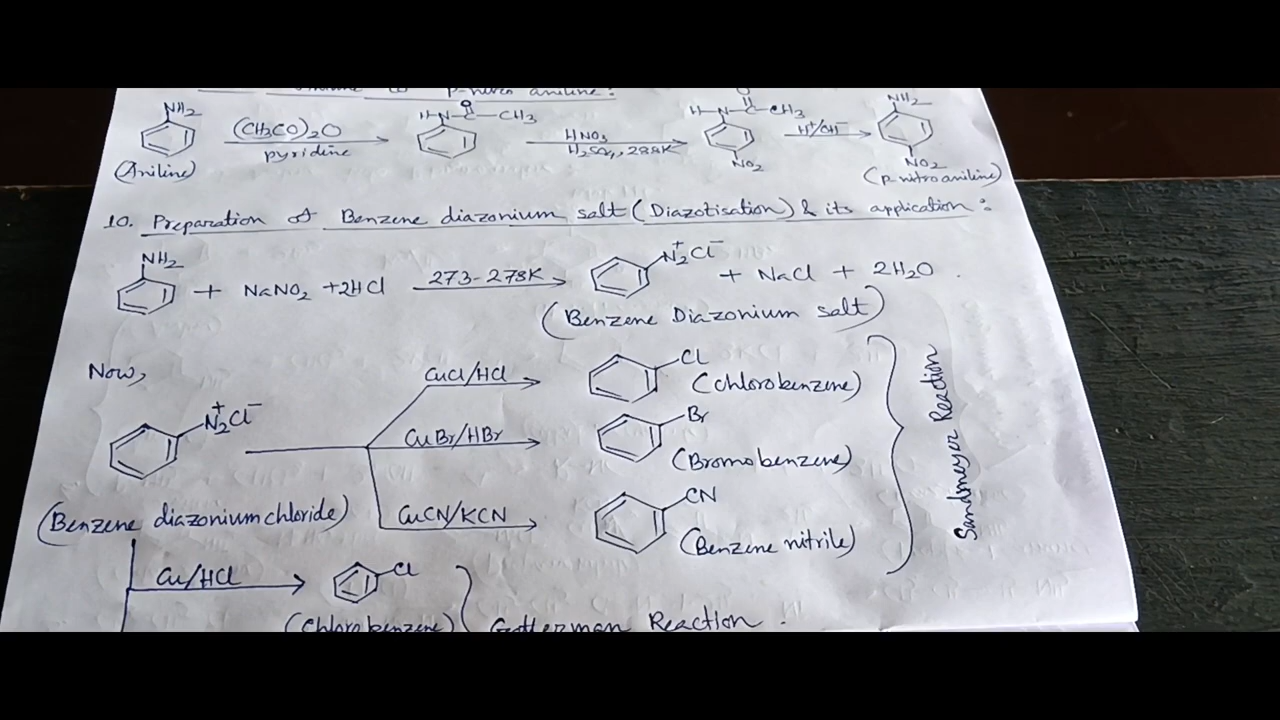 p-nitro aniline:
NH2 (CH3CO)2O pyridine H-N-C-CH3 O HNO3 H2SO4, 288K H-N-C-CH3 O NO2 H+/OH- NH2 NO2
(Aniline) (p-nitroaniline)
10. Preparation of Benzene diazonium salt (Diazotisation) & its application:
NH2 + NaNO2 + 2HCl 273-278K N2+Cl- + NaCl + 2H2O.
(Benzene Diazonium salt)
Now,
CuCl/HCl Cl (chlorobenzene)
N2+Cl- CuBr/HBr Br (Bromobenzene)
(Benzene diazonium chloride) CuCN/KCN CN (Benzene nitrile)
Sandmeyer Reaction
Cu/HCl Cl
(Chlorobenzene) Gatterman Reaction.